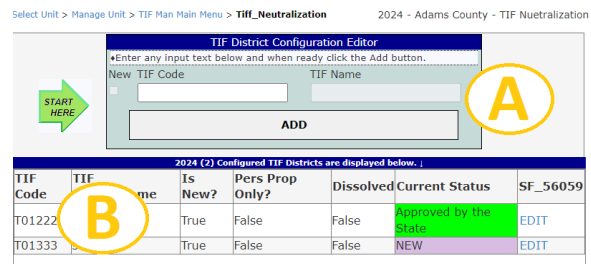 Select Unit > Manage Unit > TIF Man Main Menu > Tiff_Neutralization 2024 - Adams County - TIF Nuetralization
TIF District Configuration Editor
♦Enter any input text below and when ready click the Add button.
New TIF Code TIF Name
START
HERE
A
ADD
2024 (2) Configured TIF Districts are displayed below. ↓
TIF Code TIF Is New? Pers Prop Only? Dissolved Current Status SF_56059
B
T01222 True False False Approved by the State EDIT
T01333 True False False NEW EDIT